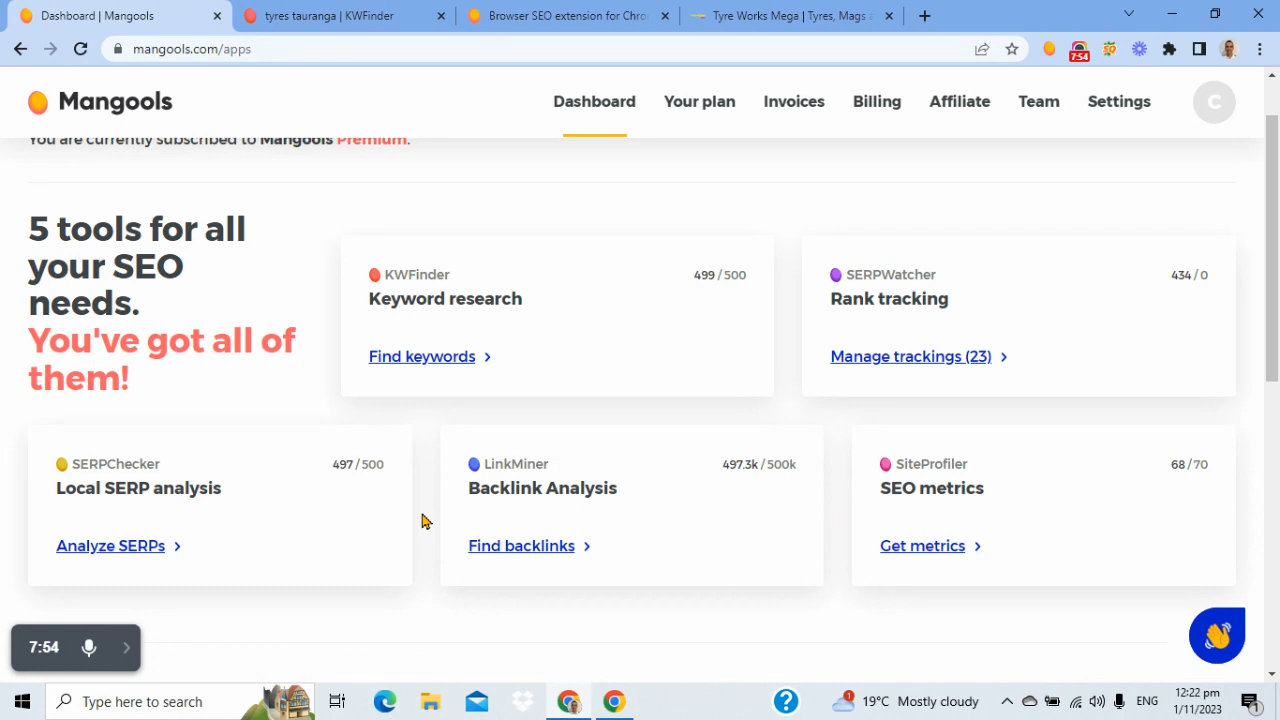 Dashboard | Mangools
tyres tauranga | KWFinder
Browser SEO extension for Chro
Tyre Works Mega | Tyres, Mags a
mangools.com/apps
7:54
Mangools
Dashboard
Your plan
Invoices
Billing
Affiliate
Team
Settings
C
You are currently subscribed to Mangools Premium.
5 tools for all
your SEO
needs.
You've got all of
them!
KWFinder
499 / 500
Keyword research
Find keywords
SERPWatcher
434 / 0
Rank tracking
Manage trackings (23)
SERPChecker
497 / 500
Local SERP analysis
Analyze SERPs
LinkMiner
497.3k / 500k
Backlink Analysis
Find backlinks
SiteProfiler
68 / 70
SEO metrics
Get metrics
7:54
Type here to search
1
19°C Mostly cloudy
ENG
12:22 pm
1/11/2023
1